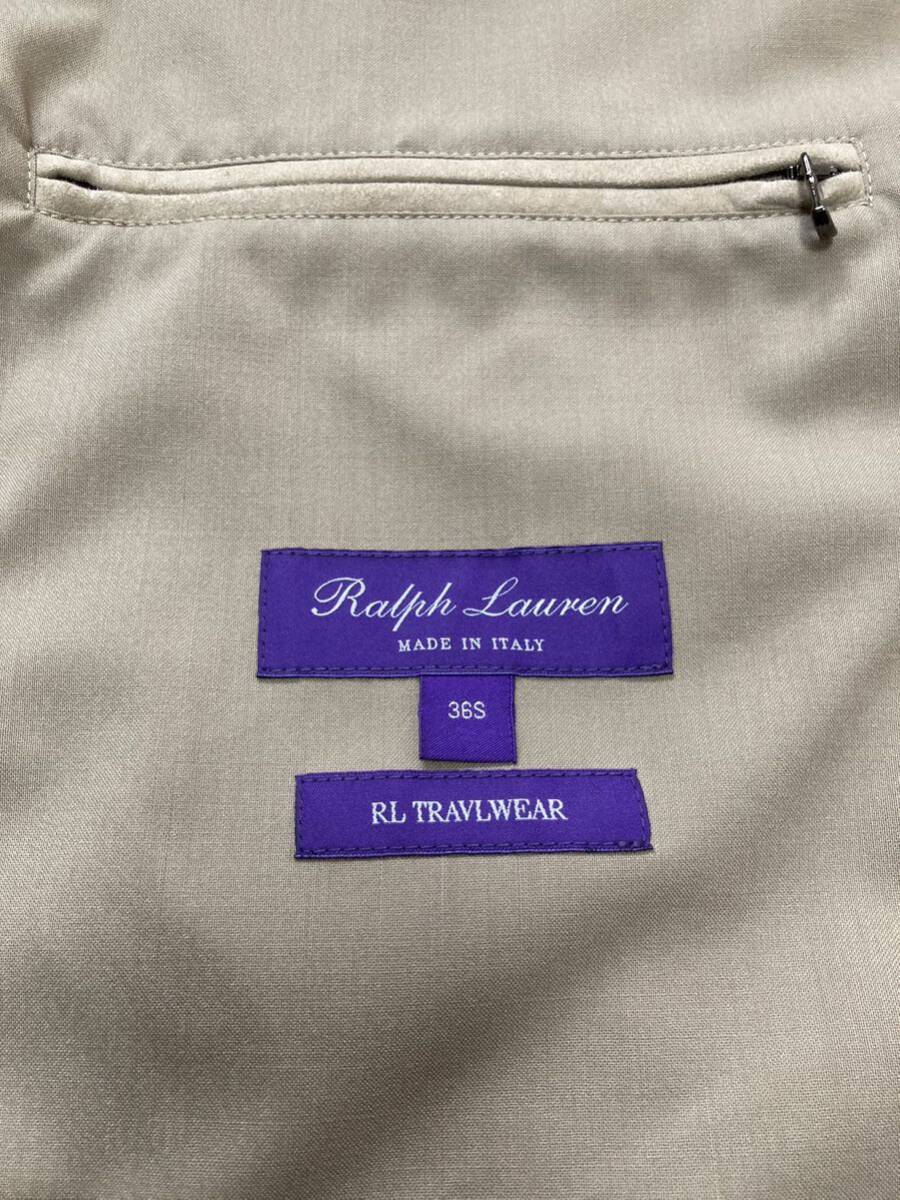 Ralph Lauren
MADE IN ITALY
36S
RL TRAVLWEAR